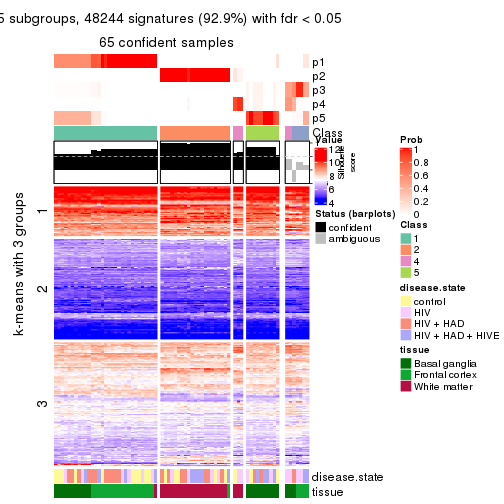 5 subgroups, 48244 signatures (92.9%) with fdr < 0.05
65 confident samples
p1
p2
p3
p4
p5
Class
Silhouette
score
k-means with 3 groups
1
2
3
disease.state
tissue
Value
12
10
8
6
4
Status (barplots)
confident
ambiguous
Prob
1
0.8
0.6
0.4
0.2
0
Class
1
2
4
5
disease.state
control
HIV
HIV + HAD
HIV + HAD + HIVE
tissue
Basal ganglia
Frontal cortex
White matter